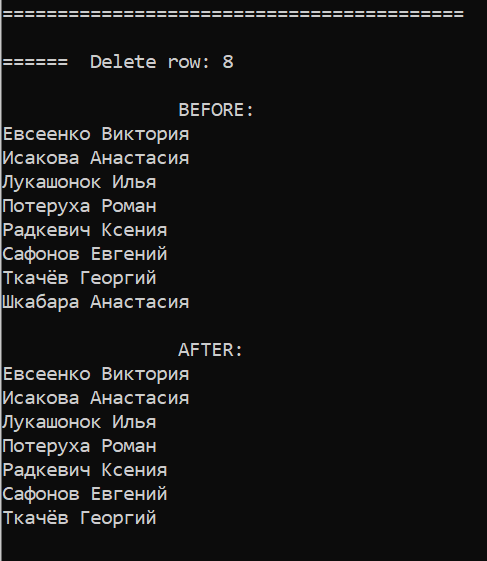 ==========================================
====== Delete row: 8
BEFORE:
Евсеенко Виктория
Исакова Анастасия
Лукашонок Илья
Потеруха Роман
Радкевич Ксения
Сафонов Евгений
Ткачёв Георгий
Шкабара Анастасия
AFTER:
Евсеенко Виктория
Исакова Анастасия
Лукашонок Илья
Потеруха Роман
Радкевич Ксения
Сафонов Евгений
Ткачёв Георгий